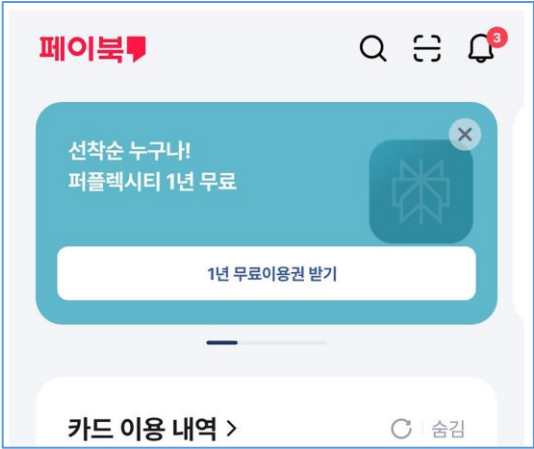 페이북
3
선착순 누구나!
퍼플렉시티 1년 무료
1년 무료이용권 받기
카드 이용 내역 >
숨김